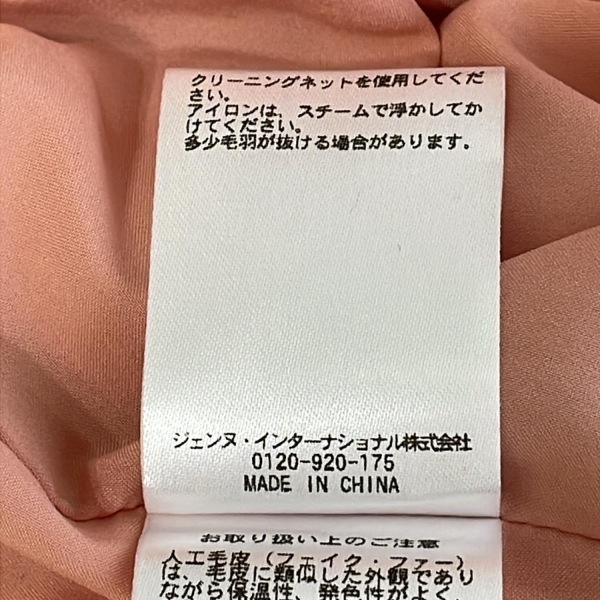 クリーニングネットを使用してくだ
さい。
アイロンは、スチームで浮かしてか
けてください。
多少毛羽が抜ける場合があります。
ジェンヌ・インターナショナル株式会社
0120-920-175
MADE IN CHINA
お取り扱い上のご注意
人工毛皮(フェイク・ファー)
は、毛皮に類似した外観であり
ながら保温性、発色性がよく、